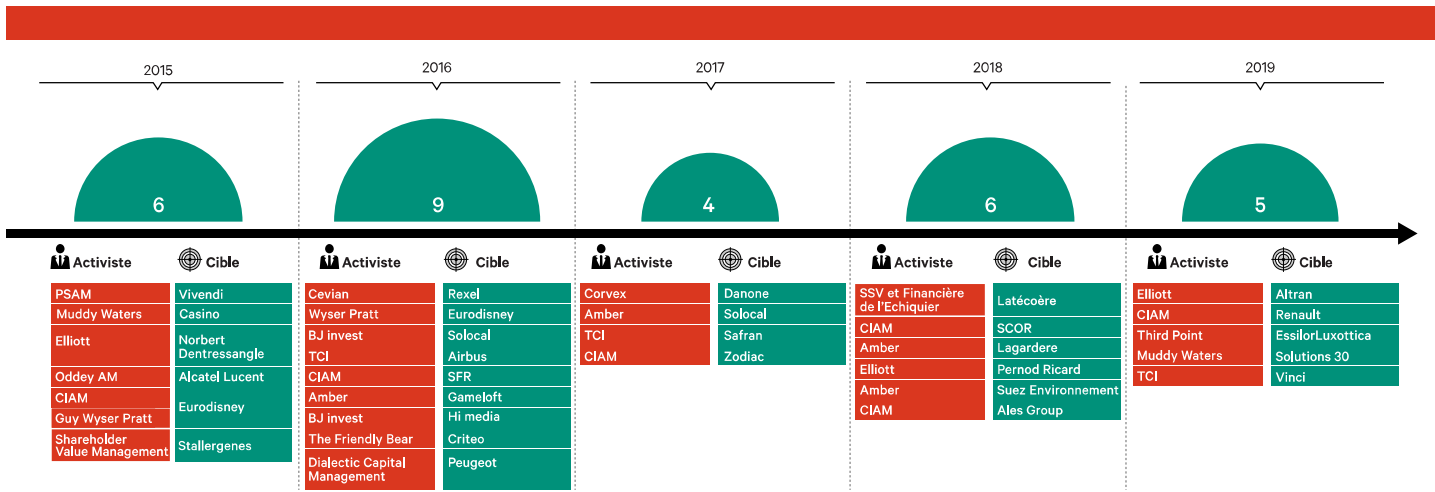 2015
2016
2017
2018
2019
6
9
4
6
5
Activiste Cible
PSAM Vivendi
Muddy Waters Casino
Elliott Norbert
Dentressangle
Oddey AM Alcatel Lucent
CIAM Eurodisney
Guy Wyser Pratt
Shareholder
Value Management Stallergenes
Activiste Cible
Cevian Rexel
Wyser Pratt Eurodisney
BJ invest Solocal
TCI Airbus
CIAM SFR
Amber Gameloft
BJ invest Hi media
The Friendly Bear Criteo
Dialectic Capital
Management Peugeot
Activiste Cible
Corvex Danone
Amber Solocal
TCI Safran
CIAM Zodiac
Activiste Cible
SSV et Financière
de l'Echiquier Latécoère
CIAM SCOR
Amber Lagardere
Elliott Pernod Ricard
Amber Suez Environnement
CIAM Ales Group
Activiste Cible
Elliott Altran
CIAM Renault
Third Point EssilorLuxottica
Muddy Waters Solutions 30
TCI Vinci